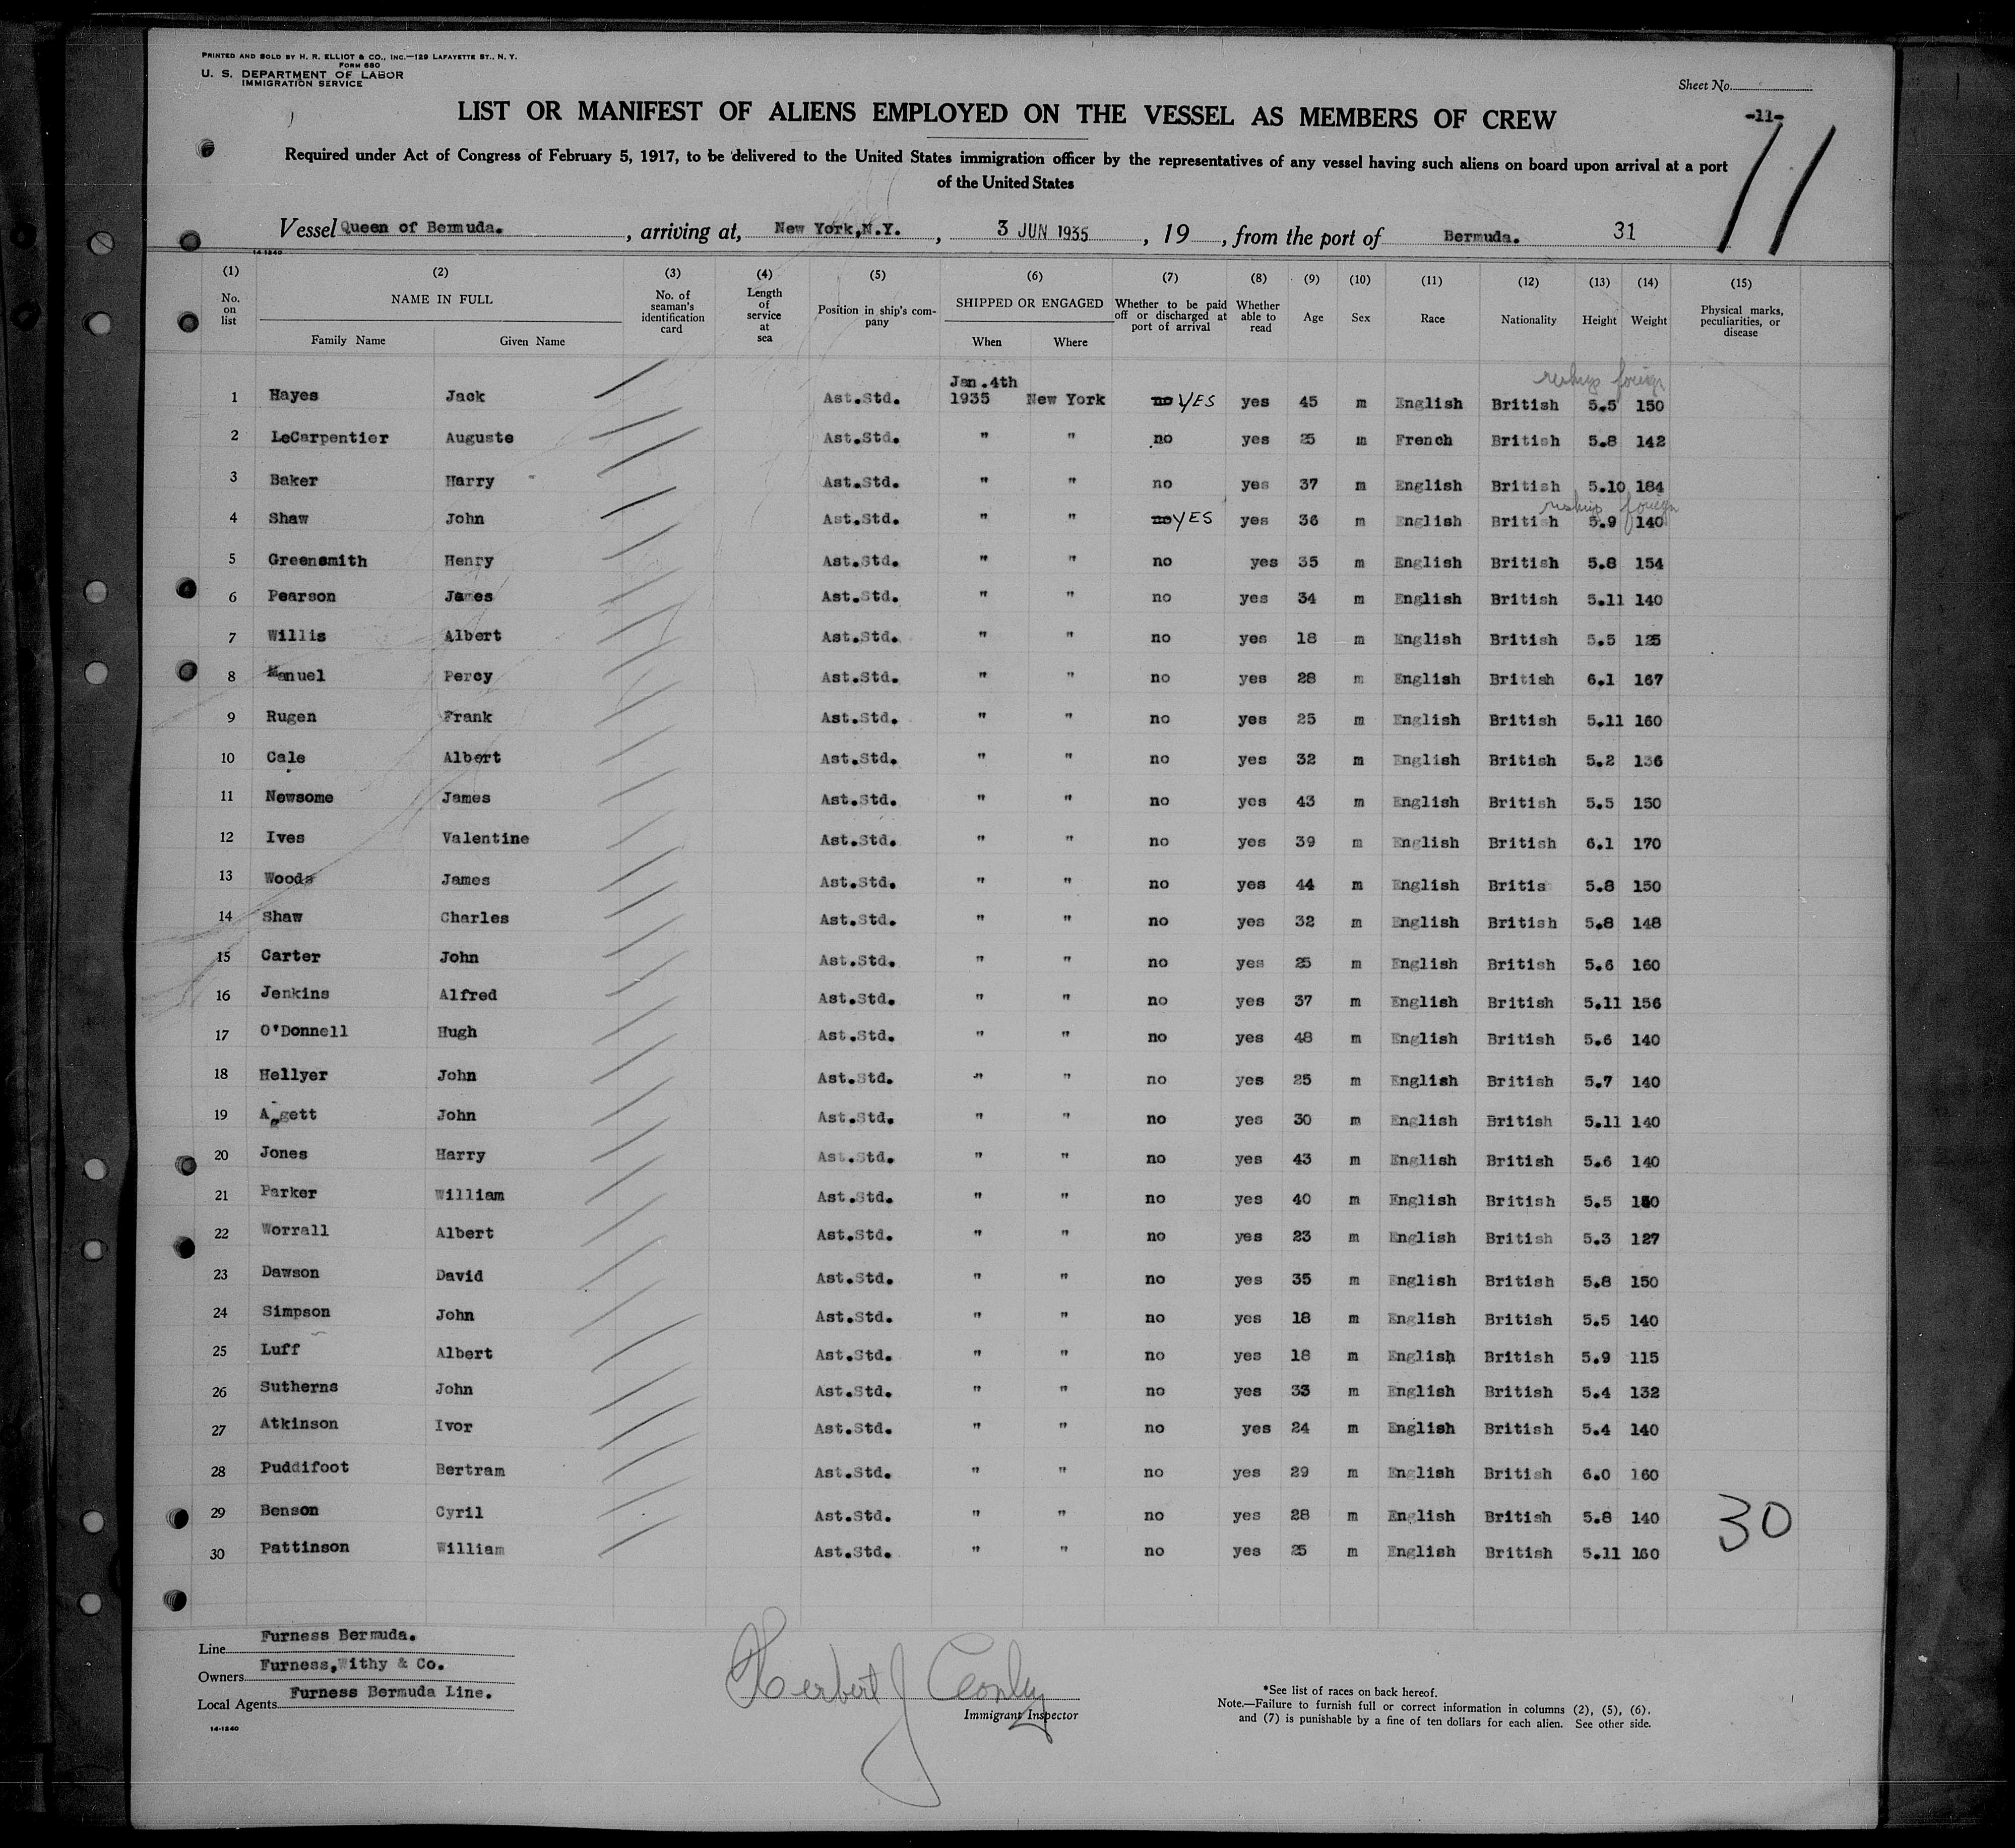 PRINTED AND SOLD BY H. R. ELLIOT & CO., INC.—129 LAFAYETTE ST., N. Y.
FORM 680
U. S. DEPARTMENT OF LABOR
IMMIGRATION SERVICE
Sheet No.
-11-
11
LIST OR MANIFEST OF ALIENS EMPLOYED ON THE VESSEL AS MEMBERS OF CREW
Required under Act of Congress of February 5, 1917, to be delivered to the United States immigration officer by the representatives of any vessel having such aliens on board upon arrival at a port
of the United States
Vessel Queen of Bermuda. , arriving at, New York,N.Y. , 3 JUN 1935 , 19 , from the port of Bermuda. 31
14-1240
(1) (2) (3) (4) (5) (6) (7) (8) (9) (10) (11) (12) (13) (14) (15)
No. on list NAME IN FULL Family Name Given Name No. of seaman's identification card Length of service at sea Position in ship's company SHIPPED OR ENGAGED When Where Whether to be paid off or discharged at port of arrival Whether able to read Age Sex Race Nationality Height Weight Physical marks, peculiarities, or disease
reships foreign
Jan.4th
1 Hayes Jack Ast.Std. 1935 New York no YES yes 45 m English British 5.5 150
2 LeCarpentier Auguste Ast.Std. " " no yes 25 m French British 5.8 142
3 Baker Harry Ast.Std. " " no yes 37 m English British 5.10 184
reships foreign
4 Shaw John Ast.Std. " " no YES yes 36 m English British 5.9 140
5 Greensmith Henry Ast.Std. " " no yes 35 m English British 5.8 154
6 Pearson James Ast.Std. " " no yes 34 m English British 5.11 140
7 Willis Albert Ast.Std. " " no yes 18 m English British 5.5 125
8 Manuel Percy Ast.Std. " " no yes 28 m English British 6.1 167
9 Rugen Frank Ast.Std. " " no yes 25 m English British 5.11 160
10 Cale Albert Ast.Std. " " no yes 32 m English British 5.2 136
11 Newsome James Ast.Std. " " no yes 43 m English British 5.5 150
12 Ives Valentine Ast.Std. " " no yes 39 m English British 6.1 170
13 Woods James Ast.Std. " " no yes 44 m English Britis 5.8 150
14 Shaw Charles Ast.Std. " " no yes 32 m English British 5.8 148
15 Carter John Ast.Std. " " no yes 25 m English British 5.6 160
16 Jenkins Alfred Ast.Std. " " no yes 37 m English British 5.11 156
17 O'Donnell Hugh Ast.Std. " " no yes 48 m English British 5.6 140
18 Hellyer John Ast.Std. " " no yes 25 m English British 5.7 140
19 Aggett John Ast.Std. " " no yes 30 m English British 5.11 140
20 Jones Harry Ast.Std. " " no yes 43 m English British 5.6 140
21 Parker William Ast.Std. " " no yes 40 m English British 5.5
22 Worrall Albert Ast.Std. " " no yes 23 m English British 5.3 127
23 Dawson David Ast.Std. " " no yes 35 m English British 5.8 150
24 Simpson John Ast.Std. " " no yes 18 m English British 5.5 140
25 Luff Albert Ast.Std. " " no yes 18 m English British 5.9 115
26 Sutherns John Ast.Std. " " no yes 33 m English British 5.4 132
27 Atkinson Ivor Ast.Std. " " no yes 24 m English British 5.4 140
28 Puddifoot Bertram Ast.Std. " " no yes 29 m English British 6.0 160
29 Benson Cyril Ast.Std. " " no yes 28 m English British 5.8 140
30 Pattinson William Ast.Std. " " no yes 25 m English British 5.11 160
30
Line Furness Bermuda.
Owners Furness,Withy & Co.
Local Agents Furness Bermuda Line.
14-1240
Herbert J Conley
Immigrant Inspector
*See list of races on back hereof.
Note.—Failure to furnish full or correct information in columns (2), (5), (6),
and (7) is punishable by a fine of ten dollars for each alien. See other side.